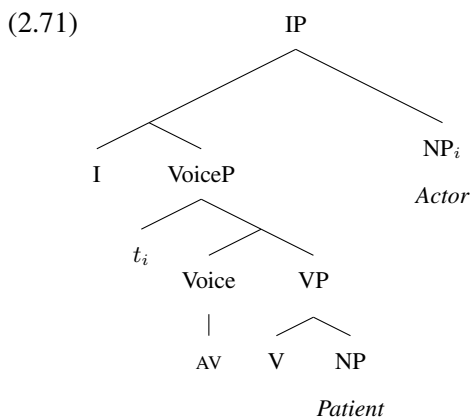 (2.71) IP
I VoiceP NPᵢ
Actor
tᵢ
Voice VP
AV V NP
Patient